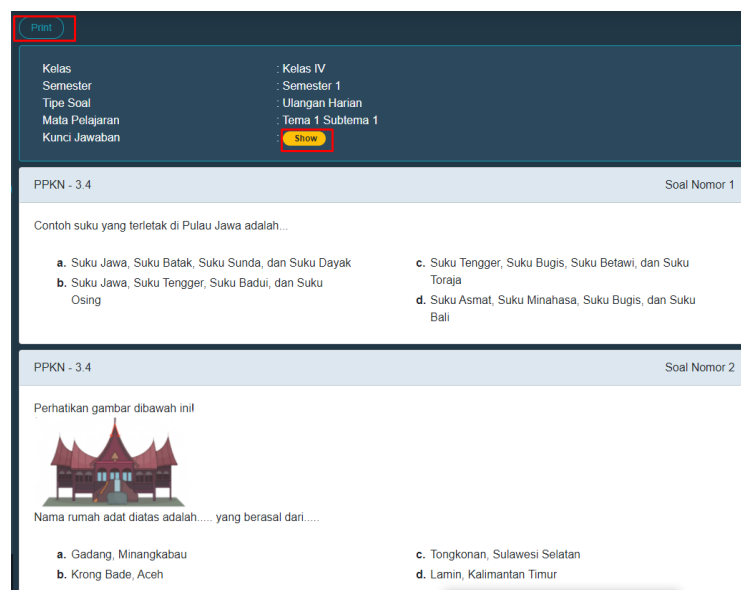 Print
Kelas : Kelas IV
Semester : Semester 1
Tipe Soal : Ulangan Harian
Mata Pelajaran : Tema 1 Subtema 1
Kunci Jawaban : Show
PPKN - 3.4 Soal Nomor 1
Contoh suku yang terletak di Pulau Jawa adalah...
a. Suku Jawa, Suku Batak, Suku Sunda, dan Suku Dayak
b. Suku Jawa, Suku Tengger, Suku Badui, dan Suku
Osing
c. Suku Tengger, Suku Bugis, Suku Betawi, dan Suku
Toraja
d. Suku Asmat, Suku Minahasa, Suku Bugis, dan Suku
Bali
PPKN - 3.4 Soal Nomor 2
Perhatikan gambar dibawah ini!
Nama rumah adat diatas adalah..... yang berasal dari.....
a. Gadang, Minangkabau
b. Krong Bade, Aceh
c. Tongkonan, Sulawesi Selatan
d. Lamin, Kalimantan Timur